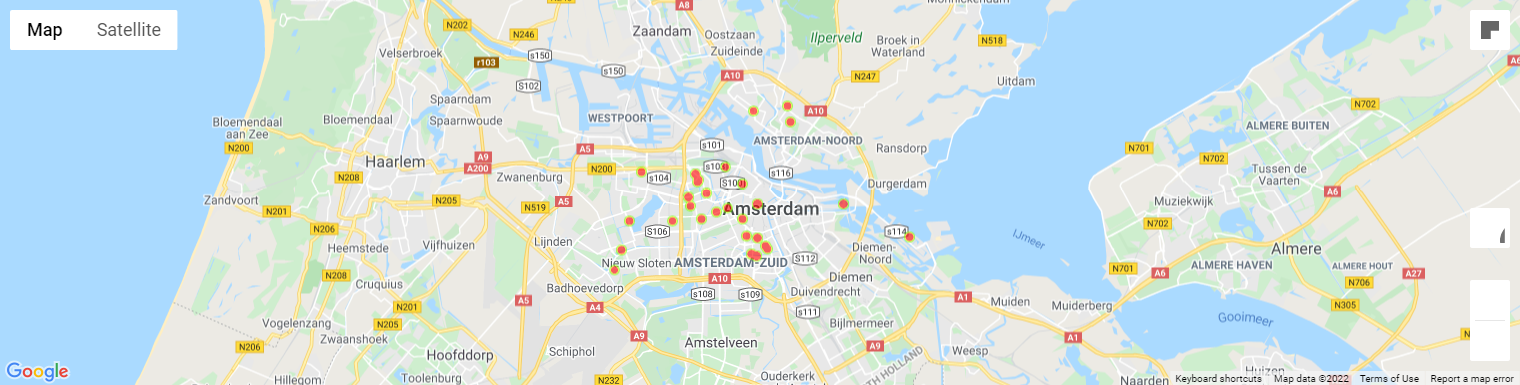 Map
Satellite
A8
Monnickendam
N202
N246
Zaandam
Oostzaan
Zuideinde
Ilperveld
Broek in
Waterland
N518
Velserbroek
s150
r103
s150
A10
N247
Uitdam
A6
s102
Spaarndam
Spaarnwoude
WESTPOORT
A10
N702
Bloemendaal
aan Zee
Bloemendaal
N200
AMSTERDAM-NOORD
Ransdorp
ALMERE BUITEN
N701
N702
A5
s101
A9
A200
Haarlem
N200
s103
s116
s104
s100
Tussen de
Vaarten
Zwanenburg
N208
Durgerdam
A6
Zandvoort
N201
N205
N519
A5
Amsterdam
Muziekwijk
N702
N206
Heemstede
Vijfhuizen
Lijnden
S106
s114
IJmeer
Almere
Nieuw Sloten
AMSTERDAM-ZUID
s112
Diemen-
Noord
Diemen
N701
A6
ALMERE HAVEN
ALMERE HOUT
A27
N706
N208
Cruquius
Badhoevedorp
A10
s108
s109
Duivendrecht
A1
Muiden
Muiderberg
N305
N201
A5
A4
s111
Vogelenzang
N205
Bijlmermeer
Gooimeer
N206
Zwaanshoek
A9
Amstelveen
A9
A1
N702
Hoofddorp
Schiphol
Weesp
Google
Hillegom
Toolenburg
N232
Ouderkerk
TH HOLLAND
Naarden
Huizen
Keyboard shortcuts
Map data ©2022
Terms of Use
Report a map error